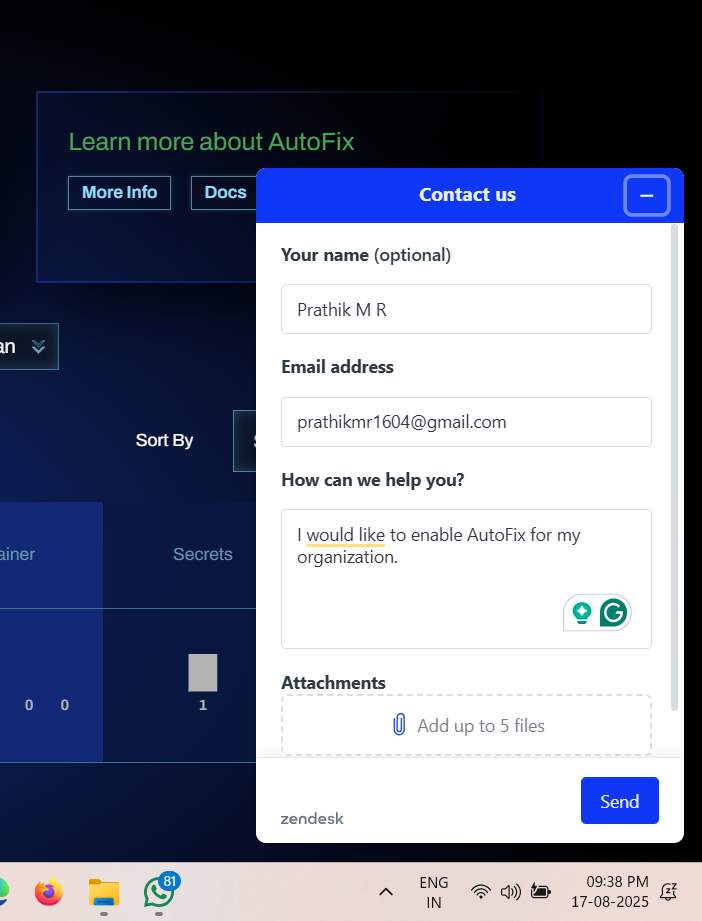 Learn more about AutoFix
More Info
Docs
Contact us
Your name (optional)
Prathik M R
Email address
prathikmr1604@gmail.com
How can we help you?
I would like to enable AutoFix for my
organization.
Attachments
Add up to 5 files
zendesk
Send
an
Sort By
ainer
Secrets
0 0
1
81
ENG
IN
09:38 PM
17-08-2025